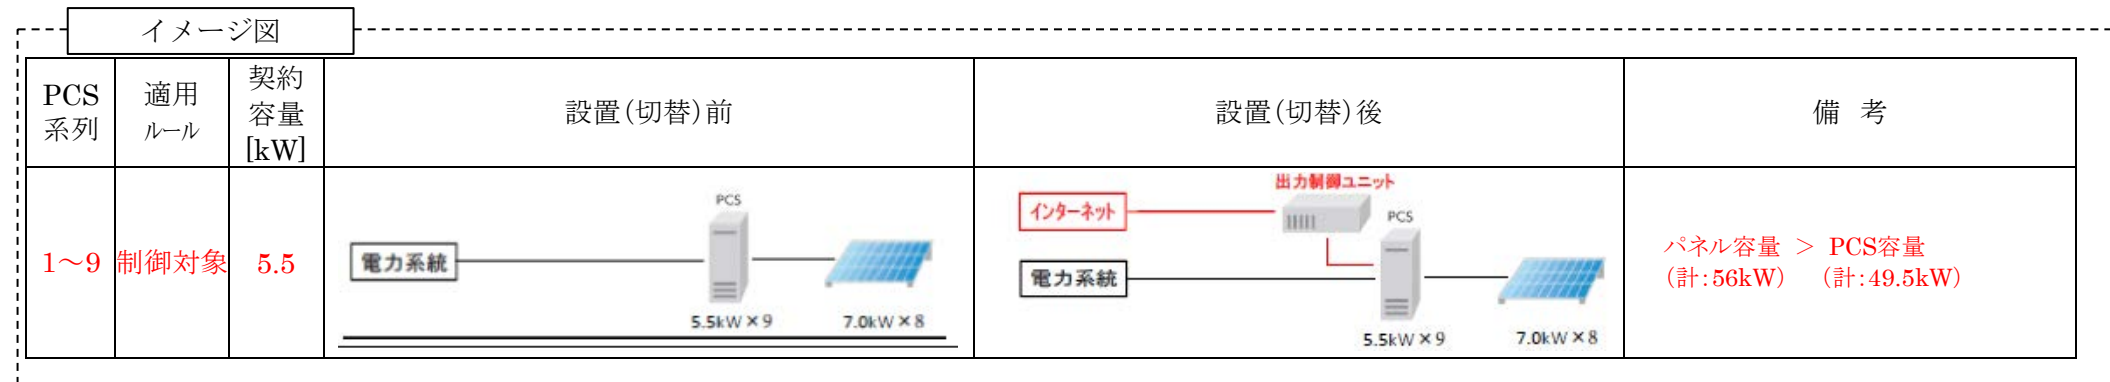 イメージ図
PCS
系列
適用
ルール
契約
容量
[kW]
設置(切替)前
設置(切替)後
備 考
1～9
制御対象
5.5
電力系統
PCS
5.5kW×9
7.0kW×8
出力制御ユニット
インターネット
PCS
電力系統
5.5kW×9
7.0kW×8
パネル容量 > PCS容量
(計:56kW) (計:49.5kW)